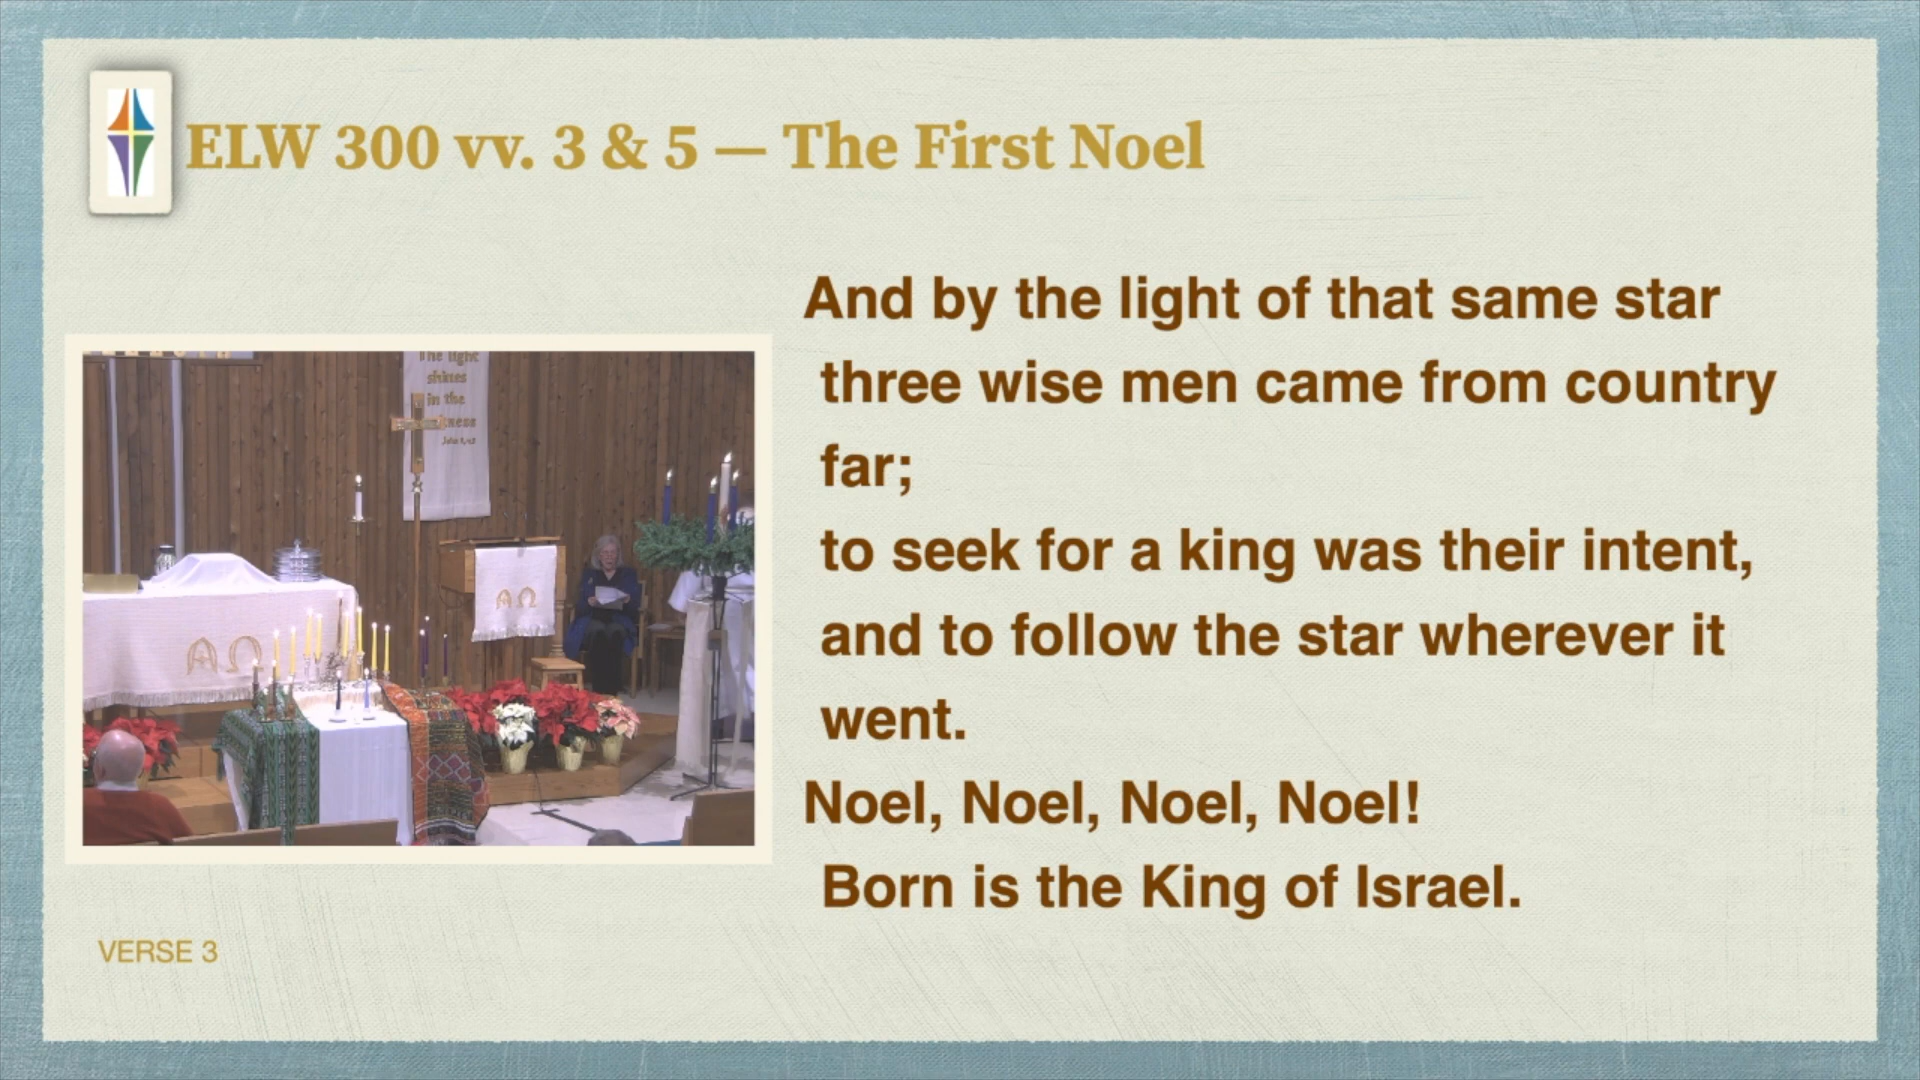 ELW 300 vv. 3 & 5 — The First Noel
And by the light of that same star
three wise men came from country
far;
to seek for a king was their intent,
and to follow the star wherever it
went.
Noel, Noel, Noel, Noel!
Born is the King of Israel.
The light
shines
in the
ΑΩ
ΑΩ
VERSE 3